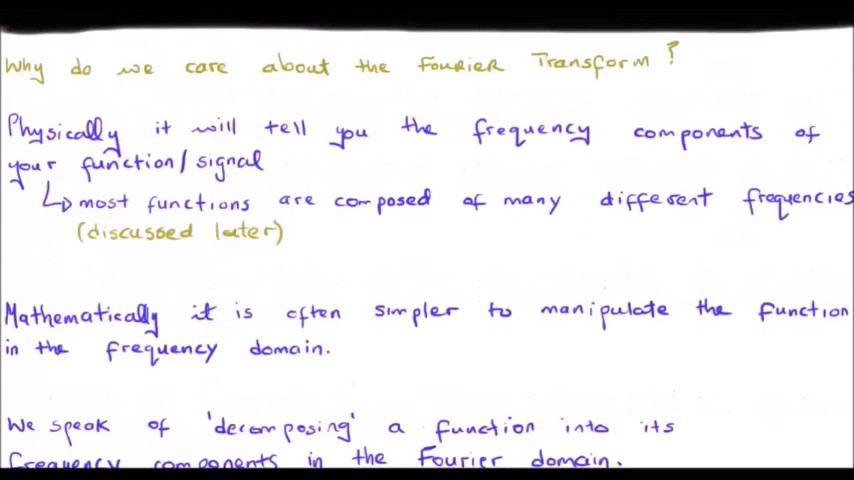 Why do we care about the FOURIER Transform?
Physically it will tell you the frequency components of
your function/signal
↳ most functions are composed of many different frequencies
(discussed later)
Mathematically it is often simpler to manipulate the function
in the frequency domain.
We speak of 'decomposing' a function into its
frequency components in the Fourier domain.